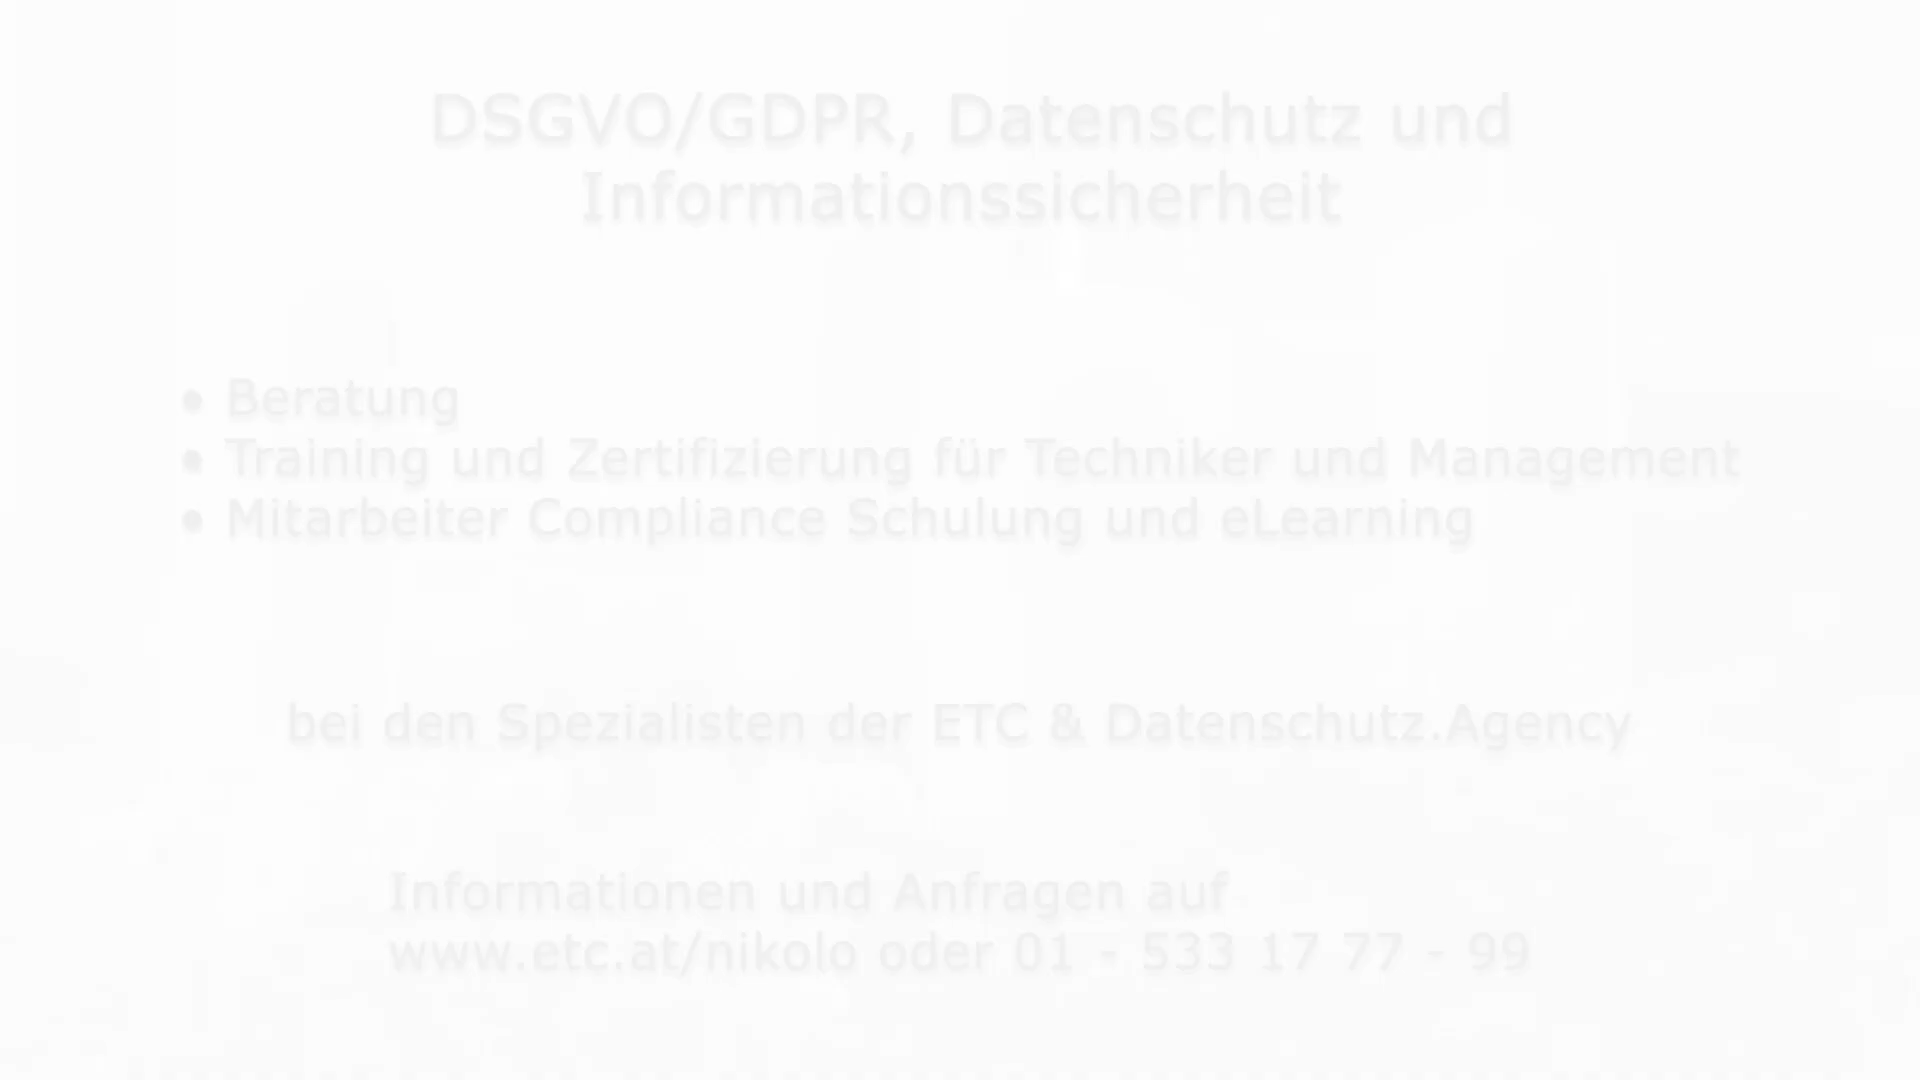 DSGVO/GDPR, Datenschutz und
Informationssicherheit
• Beratung
• Training und Zertifizierung für Techniker und Management
• Mitarbeiter Compliance Schulung und eLearning
bei den Spezialisten der ETC & Datenschutz.Agency
Informationen und Anfragen auf
www.etc.at/nikolo oder 01 - 533 17 77 - 99